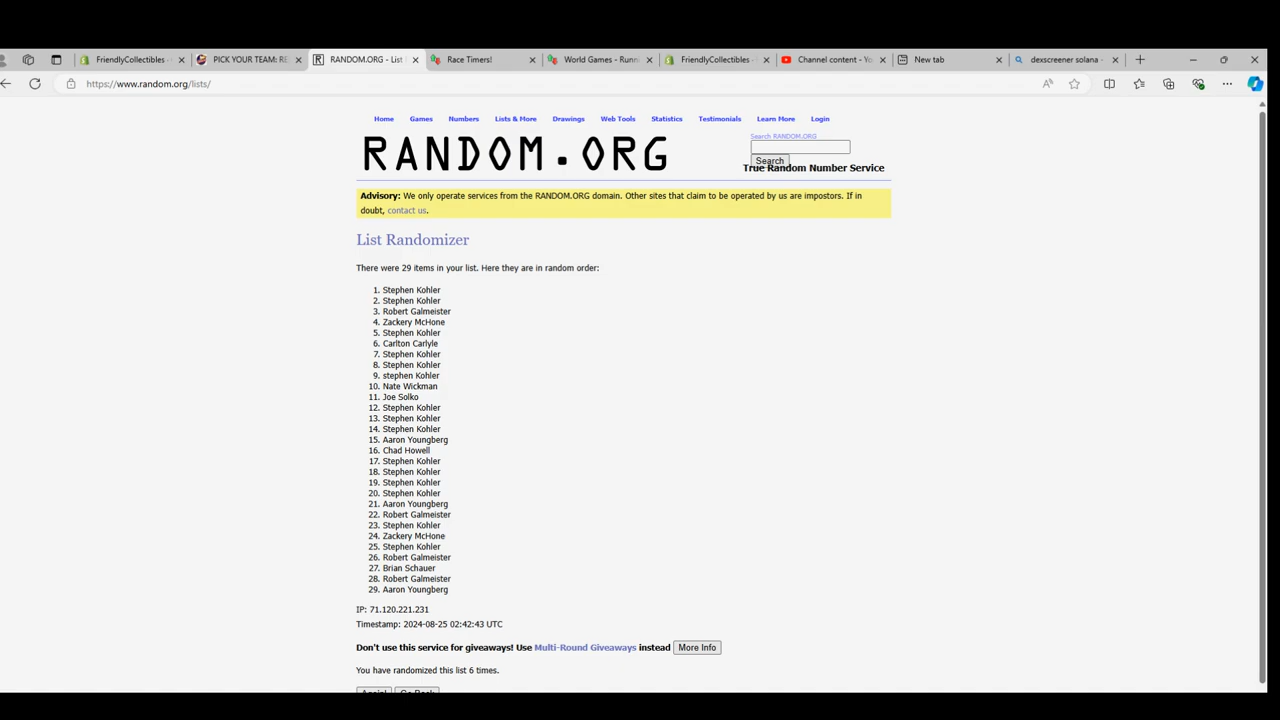 FriendlyCollectibles -
PICK YOUR TEAM: RE
RANDOM.ORG - List
Race Timers!
World Games - Runn
FriendlyCollectibles -
Channel content - Yo
New tab
dexscreener solana -
https://www.random.org/lists/
Home Games Numbers Lists & More Drawings Web Tools Statistics Testimonials Learn More Login
Search RANDOM.ORG
RANDOM.ORG
Search
True Random Number Service
Advisory: We only operate services from the RANDOM.ORG domain. Other sites that claim to be operated by us are impostors. If in
doubt, contact us.
List Randomizer
There were 29 items in your list. Here they are in random order:
1. Stephen Kohler
2. Stephen Kohler
3. Robert Galmeister
4. Zackery McHone
5. Stephen Kohler
6. Carlton Carlyle
7. Stephen Kohler
8. Stephen Kohler
9. stephen Kohler
10. Nate Wickman
11. Joe Solko
12. Stephen Kohler
13. Stephen Kohler
14. Stephen Kohler
15. Aaron Youngberg
16. Chad Howell
17. Stephen Kohler
18. Stephen Kohler
19. Stephen Kohler
20. Stephen Kohler
21. Aaron Youngberg
22. Robert Galmeister
23. Stephen Kohler
24. Zackery McHone
25. Stephen Kohler
26. Robert Galmeister
27. Brian Schauer
28. Robert Galmeister
29. Aaron Youngberg
IP: 71.120.221.231
Timestamp: 2024-08-25 02:42:43 UTC
Don't use this service for giveaways! Use Multi-Round Giveaways instead More Info
You have randomized this list 6 times.
Again! Go Back